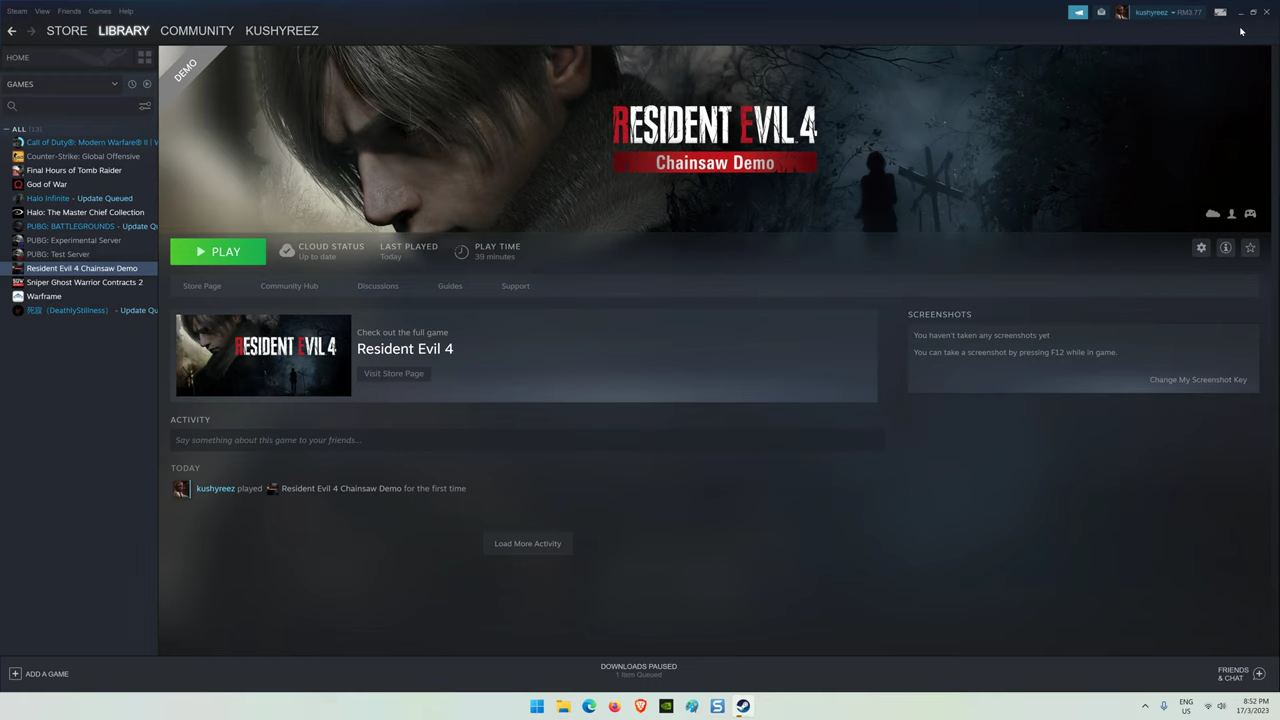 Steam View Friends Games Help
kushyreez RM3.77
STORE LIBRARY COMMUNITY KUSHYREEZ
HOME
GAMES
ALL (13)
Call of Duty®: Modern Warfare® II | W
Counter-Strike: Global Offensive
Final Hours of Tomb Raider
God of War
Halo Infinite - Update Queued
Halo: The Master Chief Collection
PUBG: BATTLEGROUNDS - Update Qu
PUBG: Experimental Server
PUBG: Test Server
Resident Evil 4 Chainsaw Demo
Sniper Ghost Warrior Contracts 2
Warframe
死寂（DeathlyStillness） - Update Qu
DEMO
RESIDENT EVIL 4
Chainsaw Demo
PLAY
CLOUD STATUS
Up to date
LAST PLAYED
Today
PLAY TIME
39 minutes
Store Page Community Hub Discussions Guides Support
RESIDENT EVIL 4
Check out the full game
Resident Evil 4
Visit Store Page
SCREENSHOTS
You haven't taken any screenshots yet
You can take a screenshot by pressing F12 while in game.
Change My Screenshot Key
ACTIVITY
Say something about this game to your friends...
TODAY
kushyreez played Resident Evil 4 Chainsaw Demo for the first time
Load More Activity
ADD A GAME
DOWNLOADS PAUSED
1 Item Queued
FRIENDS
& CHAT
ENG
US
8:52 PM
17/3/2023